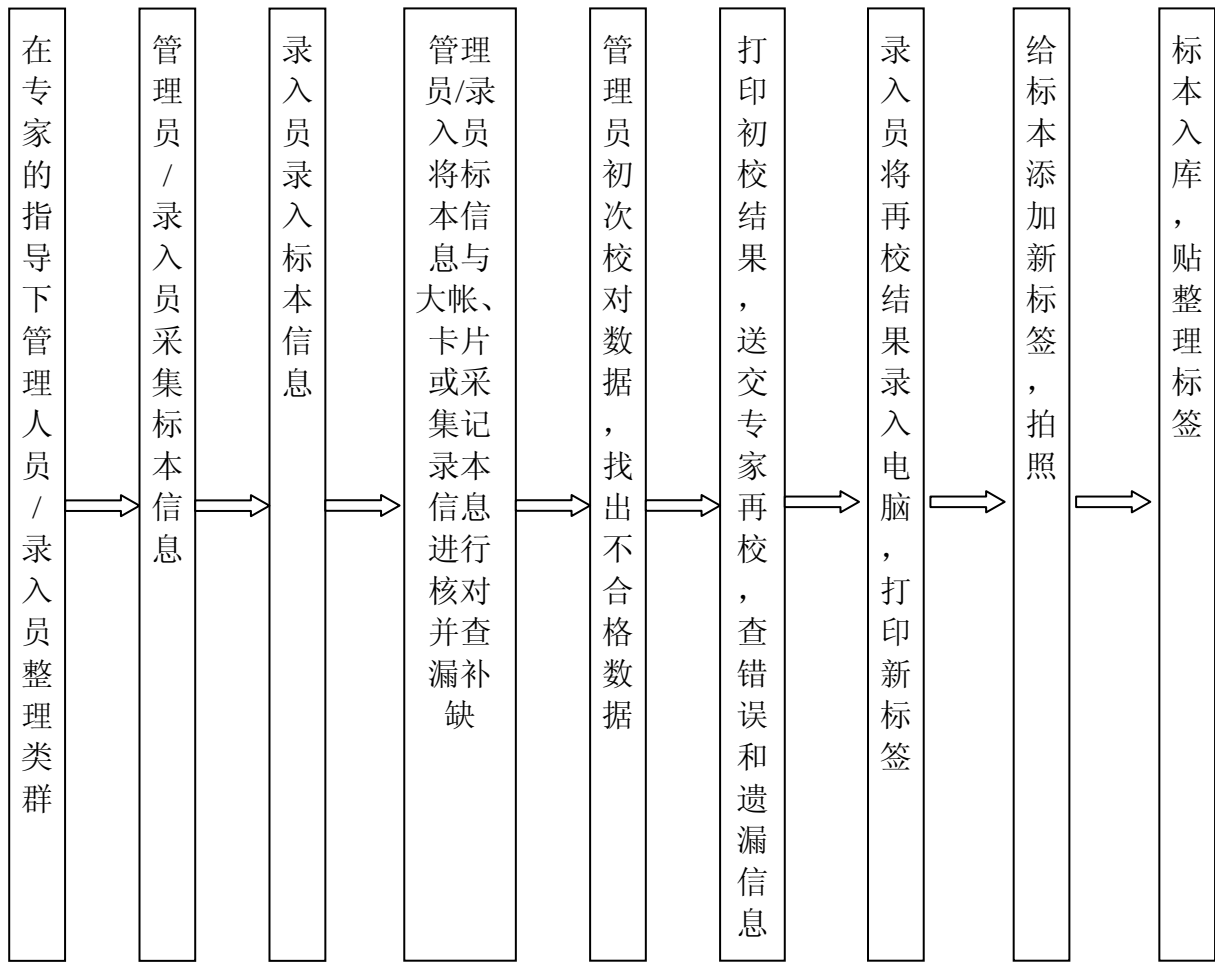 在专家的指导下管理人员/录入员整理类群
管理员/录入员采集标本信息
录入员录入标本信息
管理
员/录
入员
将标
本信
息与
大帐、
卡片
或采
集记
录本
信息
进行
核对
并查
漏补
缺
管理员初次校对数据，找出不合格数据
打印初校结果，送交专家再校，查错误和遗漏信息
录入员将再校结果录入电脑，打印新标签
给标本添加新标签，拍照
标本入库，贴整理标签